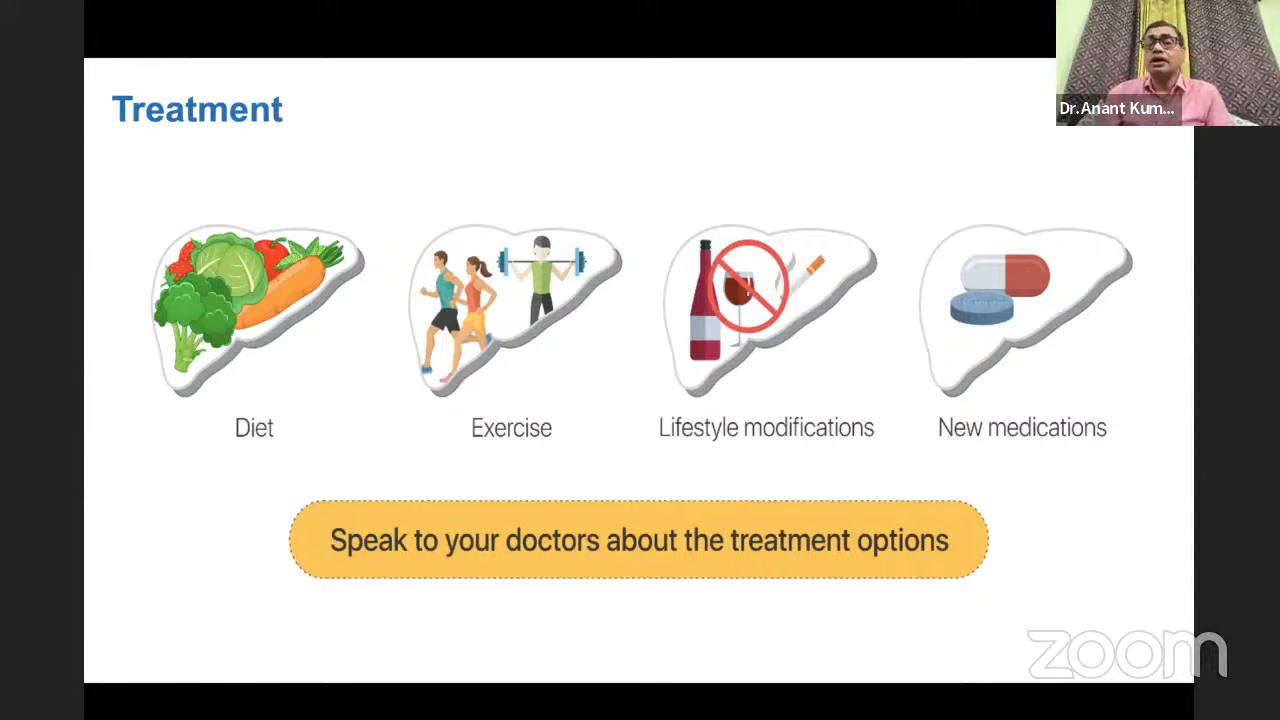 Treatment
Dr.Anant Kum...
Diet
Exercise
Lifestyle modifications
New medications
Speak to your doctors about the treatment options
zoom